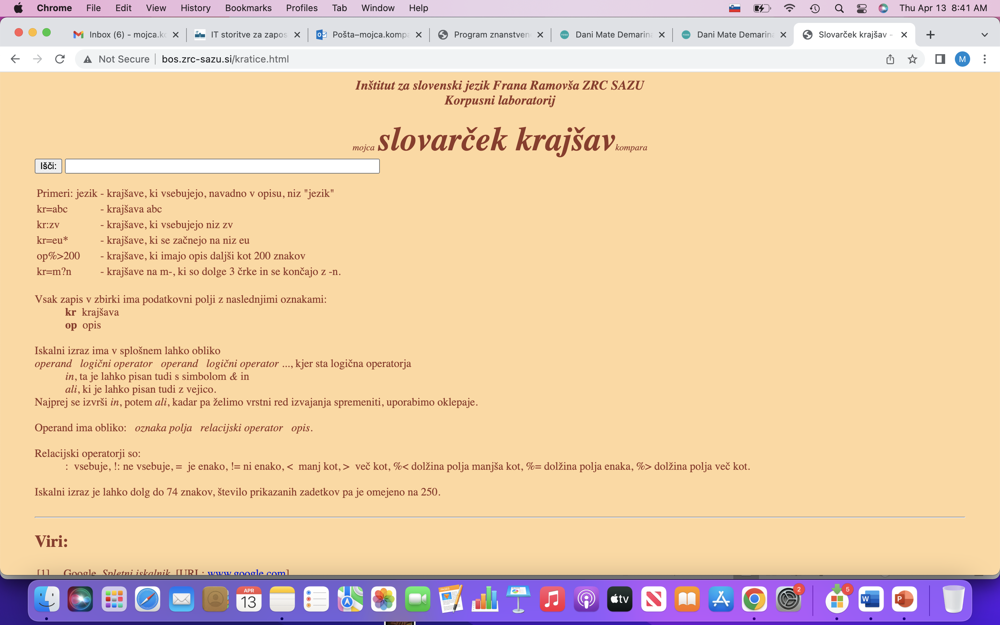 Chrome File Edit View History Bookmarks Profiles Tab Window Help Thu Apr 13 8:41 AM
Inbox (6) - mojca.kc IT storitve za zapos Pošta–mojca.kompa Program znanstven Dani Mate Demarina Dani Mate Demarina Slovarček krajšav -
Not Secure bos.zrc-sazu.si/kratice.html M
Inštitut za slovenski jezik Frana Ramovša ZRC SAZU
Korpusni laboratorij
mojca slovarček krajšav kompara
Išči:
Primeri: jezik - krajšave, ki vsebujejo, navadno v opisu, niz "jezik"
kr=abc - krajšava abc
kr:zv - krajšave, ki vsebujejo niz zv
kr=eu* - krajšave, ki se začnejo na niz eu
op%>200 - krajšave, ki imajo opis daljši kot 200 znakov
kr=m?n - krajšave na m-, ki so dolge 3 črke in se končajo z -n.
Vsak zapis v zbirki ima podatkovni polji z naslednjimi oznakami:
kr krajšava
op opis
Iskalni izraz ima v splošnem lahko obliko
operand logični operator operand logični operator ..., kjer sta logična operatorja
in, ta je lahko pisan tudi s simbolom & in
ali, ki je lahko pisan tudi z vejico.
Najprej se izvrši in, potem ali, kadar pa želimo vrstni red izvajanja spremeniti, uporabimo oklepaje.
Operand ima obliko: oznaka polja relacijski operator opis.
Relacijski operatorji so:
: vsebuje, !: ne vsebuje, = je enako, != ni enako, < manj kot, > več kot, %< dolžina polja manjša kot, %= dolžina polja enaka, %> dolžina polja več kot.
Iskalni izraz je lahko dolg do 74 znakov, število prikazanih zadetkov pa je omejeno na 250.
Viri:
[1] Google. Spletni iskalnik. [URL: www.google.com]
APR
13
PAGES
tv
2
5
W
P